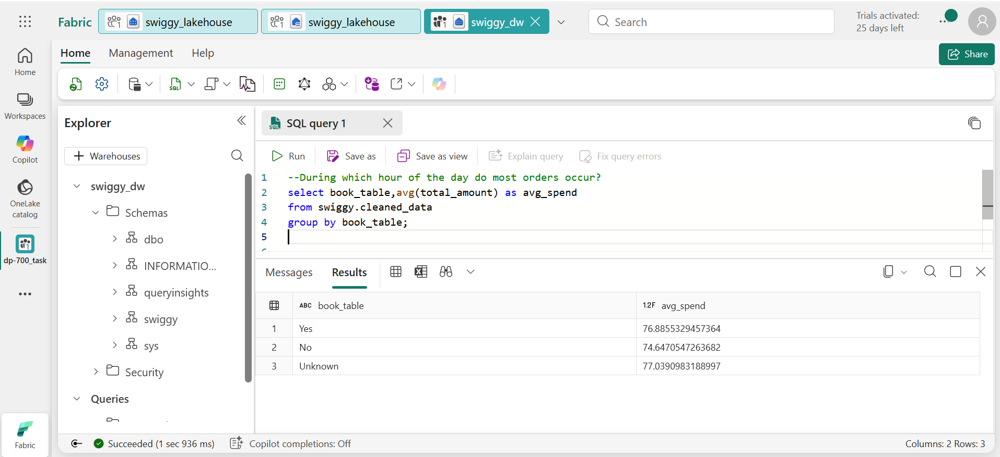 Fabric
swiggy_lakehouse
swiggy_lakehouse
swiggy_dw
Search
Trials activated:
25 days left
Home
Management
Help
Share
Home
Workspaces
Copilot
OneLake
catalog
dp-700_task
Fabric
Explorer
Warehouses
swiggy_dw
Schemas
dbo
INFORMATIO...
queryinsights
swiggy
sys
Security
Queries
SQL query 1
Run
Save as
Save as view
Explain query
Fix query errors
1 --During which hour of the day do most orders occur?
2 select book_table,avg(total_amount) as avg_spend
3 from swiggy.cleaned_data
4 group by book_table;
5
Messages
Results
ABC book_table 1.2F avg_spend
1 Yes 76.8855329457364
2 No 74.6470547263682
3 Unknown 77.0390983188997
Succeeded (1 sec 936 ms)
Copilot completions: Off
Columns: 2 Rows: 3